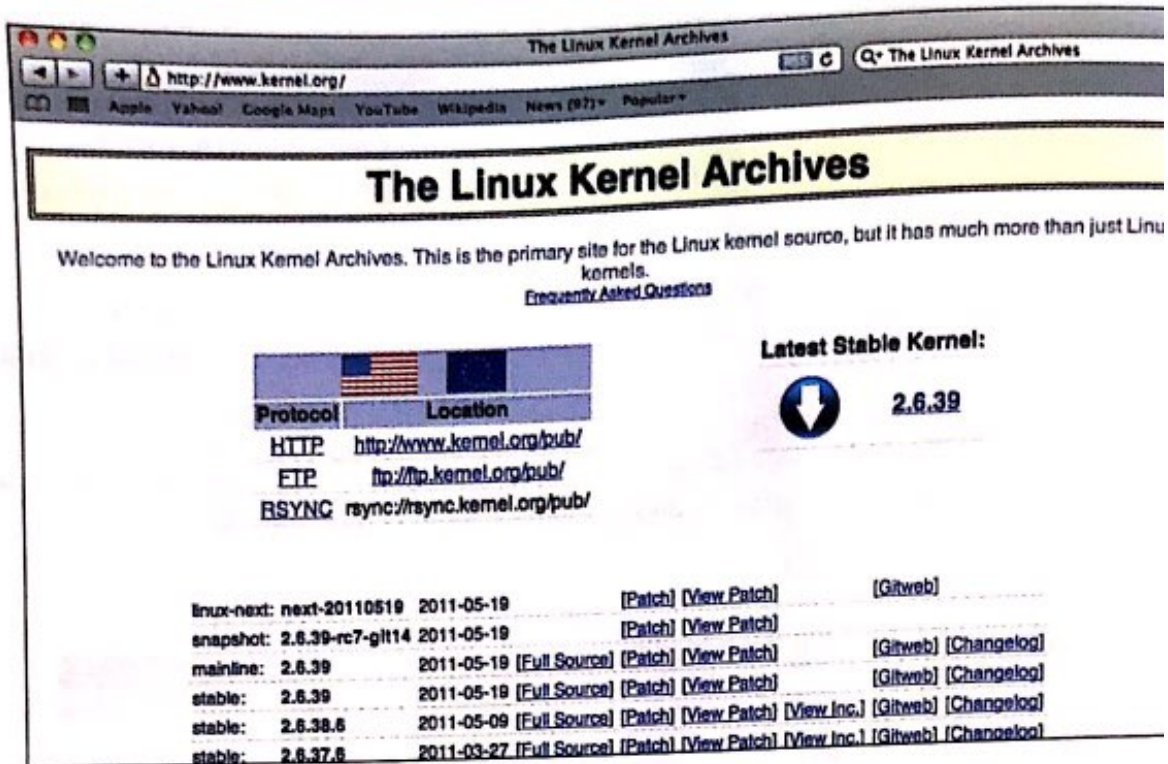 The Linux Kernel Archives
http://www.kernel.org/
The Linux Kernel Archives
Apple Yahoo! Google Maps YouTube Wikipedia News (97) Popular
The Linux Kernel Archives
Welcome to the Linux Kernel Archives. This is the primary site for the Linux kernel source, but it has much more than just Linu
kernels.
Frequently Asked Questions
Latest Stable Kernel:
2.6.39
Protocol Location
HTTP http://www.kernel.org/pub/
FTP ftp://ftp.kernel.org/pub/
RSYNC rsync://rsync.kernel.org/pub/
linux-next: next-20110519 2011-05-19 [Patch] [View Patch] [Gitweb]
snapshot: 2.6.39-rc7-git14 2011-05-19 [Patch] [View Patch]
mainline: 2.6.39 2011-05-19 [Full Source] [Patch] [View Patch] [Gitweb] [Changelog]
stable: 2.6.39 2011-05-19 [Full Source] [Patch] [View Patch] [Gitweb] [Changelog]
stable: 2.6.38.6 2011-05-09 [Full Source] [Patch] [View Patch] [View Inc.] [Gitweb] [Changelog]
stable: 2.6.37.6 2011-03-27 [Full Source] [Patch] [View Patch] [View Inc.] [Gitweb] [Changelog]